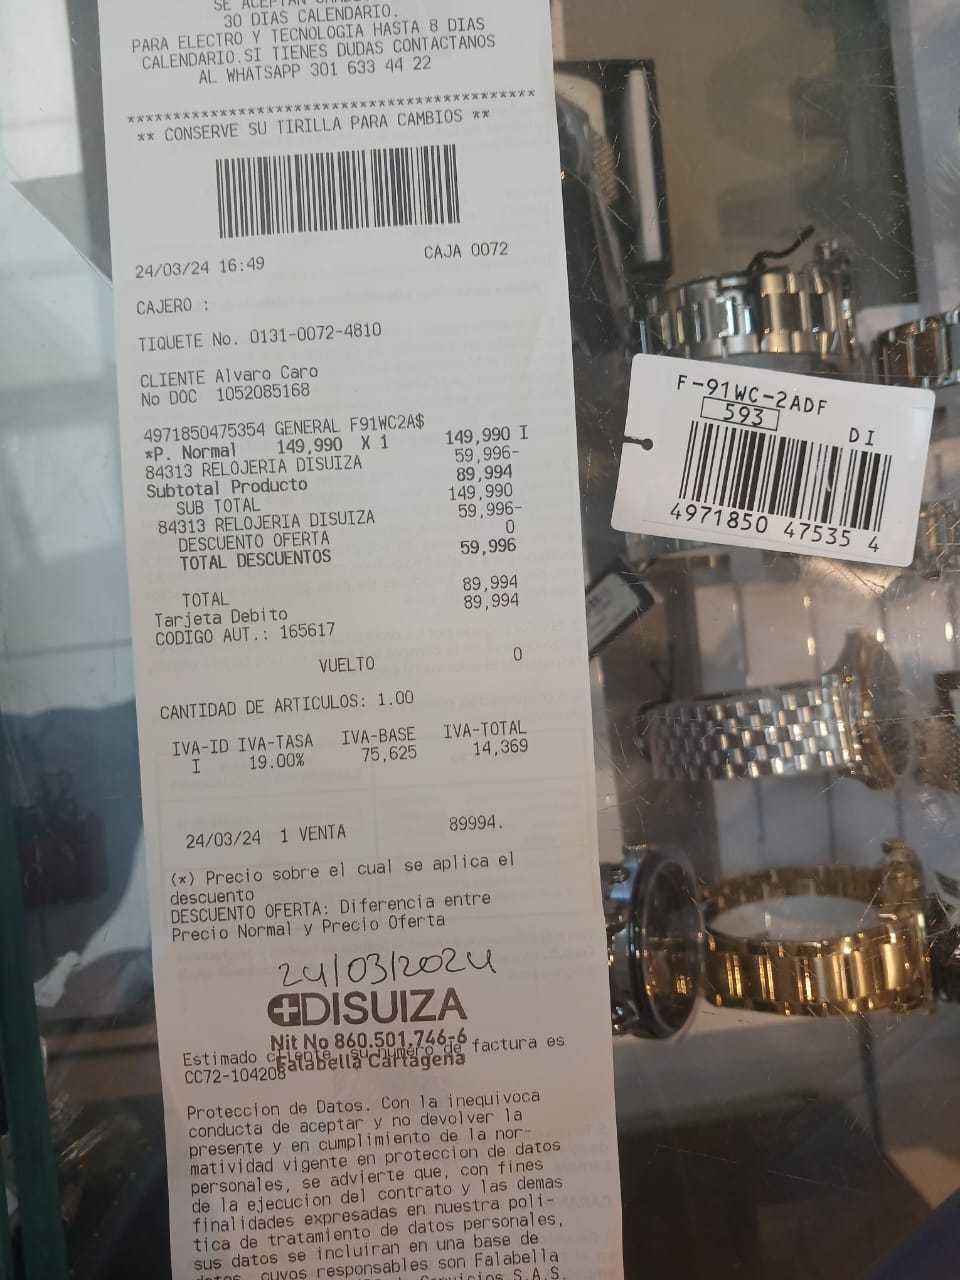 30 DIAS CALENDARIO.
PARA ELECTRO Y TECNOLOGIA HASTA 8 DIAS
CALENDARIO.SI TIENES DUDAS CONTACTANOS
AL WHATSAPP 301 633 44 22
******************************************
** CONSERVE SU TIRILLA PARA CAMBIOS **
24/03/24 16:49 CAJA 0072
CAJERO :
TIQUETE No. 0131-0072-4810
CLIENTE Alvaro Caro
No DOC 1052085168
4971850475354 GENERAL F91WC2A$
*P. Normal 149,990 X 1 149,990 I
84313 RELOJERIA DISUIZA 59,996-
Subtotal Producto 89,994
SUB TOTAL 149,990
84313 RELOJERIA DISUIZA 59,996-
DESCUENTO OFERTA 0
TOTAL DESCUENTOS 59,996
TOTAL 89,994
Tarjeta Debito 89,994
CODIGO AUT.: 165617
VUELTO 0
CANTIDAD DE ARTICULOS: 1.00
IVA-ID IVA-TASA IVA-BASE IVA-TOTAL
I 19.00% 75,625 14,369
24/03/24 1 VENTA 89994.
(*) Precio sobre el cual se aplica el
descuento
DESCUENTO OFERTA: Diferencia entre
Precio Normal y Precio Oferta
24/03/2024
DISUIZA
Nit No 860.501.746-6
Falabella Cartagena
Estimado cliente, su numero de factura es
CC72-104208
Proteccion de Datos. Con la inequivoca
conducta de aceptar y no devolver la
presente y en cumplimiento de la nor-
matividad vigente en proteccion de datos
personales, se advierte que, con fines
de la ejecucion del contrato y las demas
finalidades expresadas en nuestra poli-
tica de tratamiento de datos personales,
sus datos se incluiran en una base de
datos, cuyos responsables son Falabella
Servicios S.A.S.
F-91WC-2ADF
593
DI
4971850 47535 4